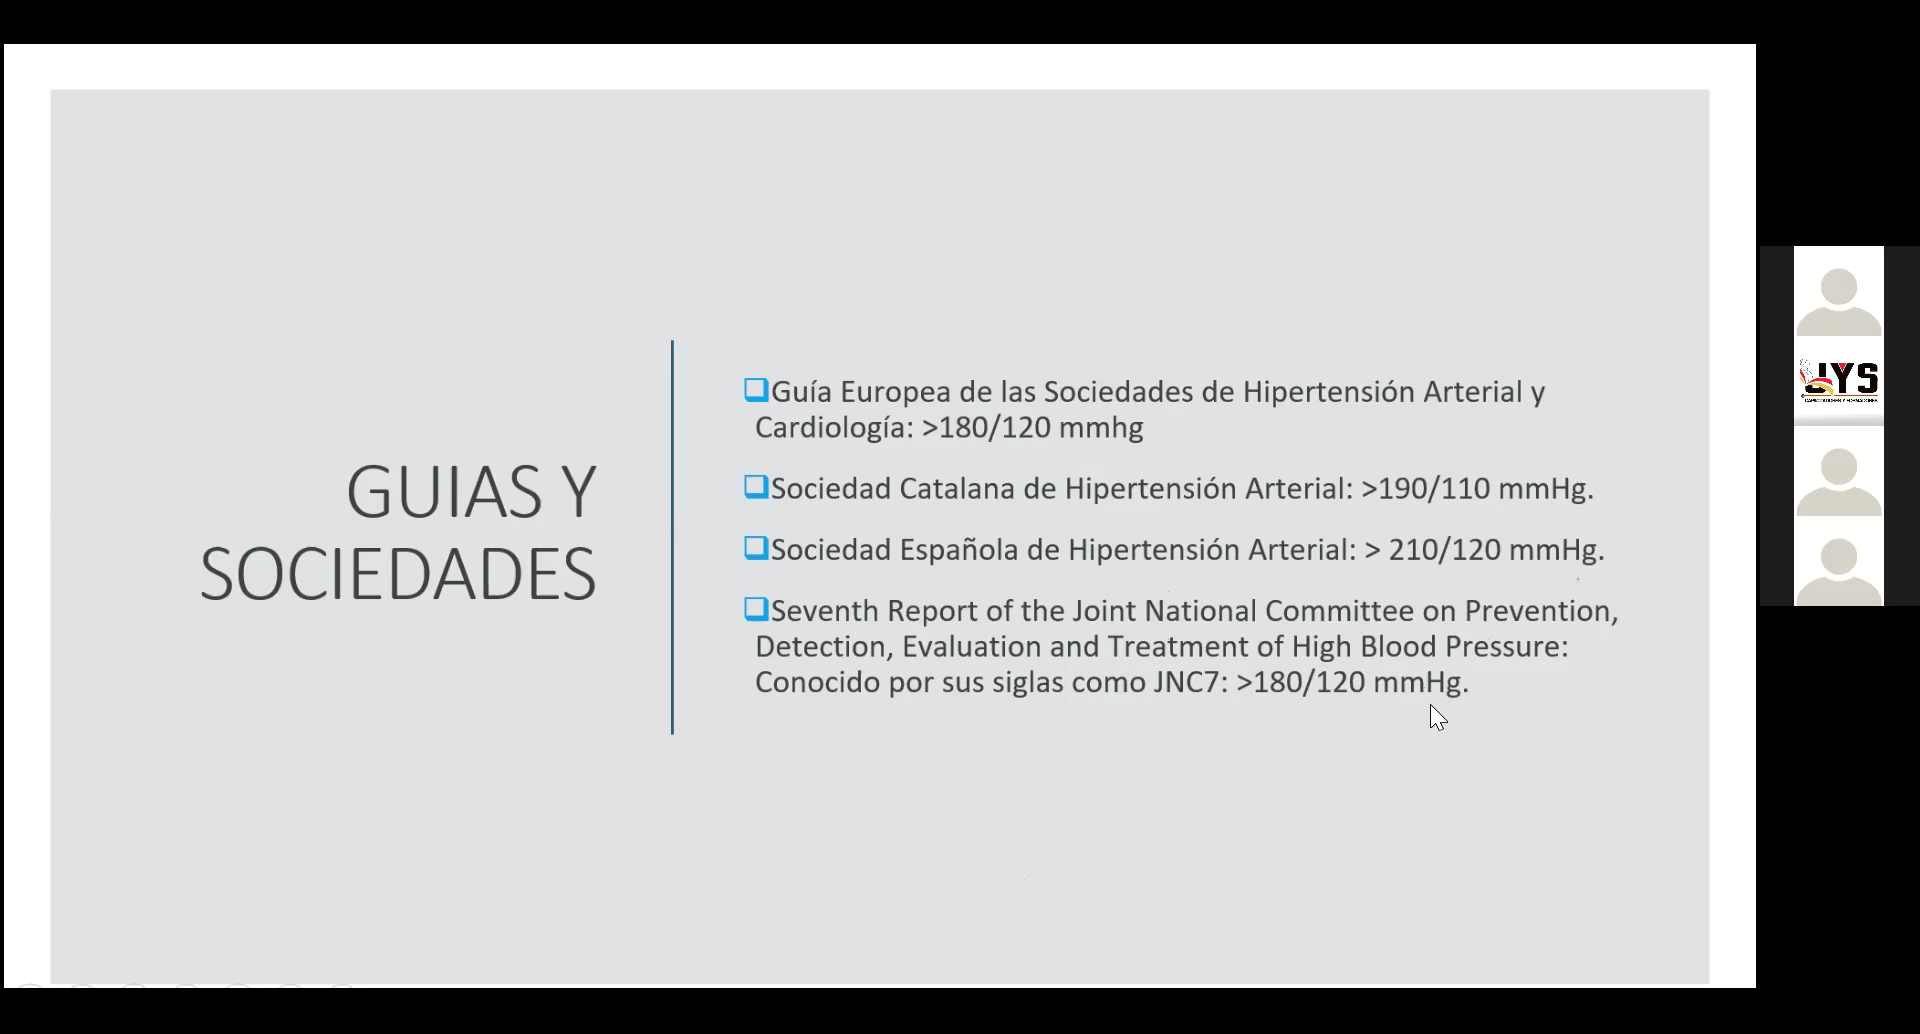 GUIAS Y
SOCIEDADES
Guía Europea de las Sociedades de Hipertensión Arterial y
Cardiología: >180/120 mmhg
Sociedad Catalana de Hipertensión Arterial: >190/110 mmHg.
Sociedad Española de Hipertensión Arterial: > 210/120 mmHg.
Seventh Report of the Joint National Committee on Prevention,
Detection, Evaluation and Treatment of High Blood Pressure:
Conocido por sus siglas como JNC7: >180/120 mmHg.
JYS
CAPACITADORES Y FORMADORES